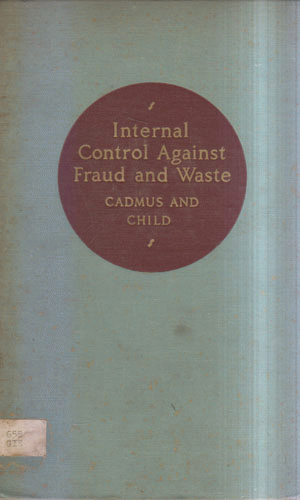 Internal
Control Against
Fraud and Waste
CADMUS AND
CHILD